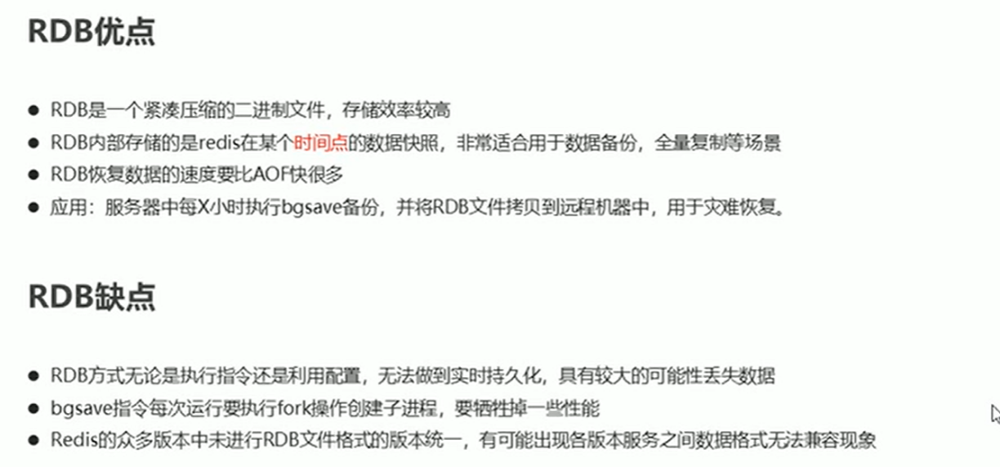 RDB优点
● RDB是一个紧凑压缩的二进制文件，存储效率较高
● RDB内部存储的是redis在某个时间点的数据快照，非常适合用于数据备份，全量复制等场景
● RDB恢复数据的速度要比AOF快很多
● 应用：服务器中每X小时执行bgsave备份，并将RDB文件拷贝到远程机器中，用于灾难恢复。
RDB缺点
● RDB方式无论是执行指令还是利用配置，无法做到实时持久化，具有较大的可能性丢失数据
● bgsave指令每次运行要执行fork操作创建子进程，要牺牲掉一些性能
● Redis的众多版本中未进行RDB文件格式的版本统一，有可能出现各版本服务之间数据格式无法兼容现象